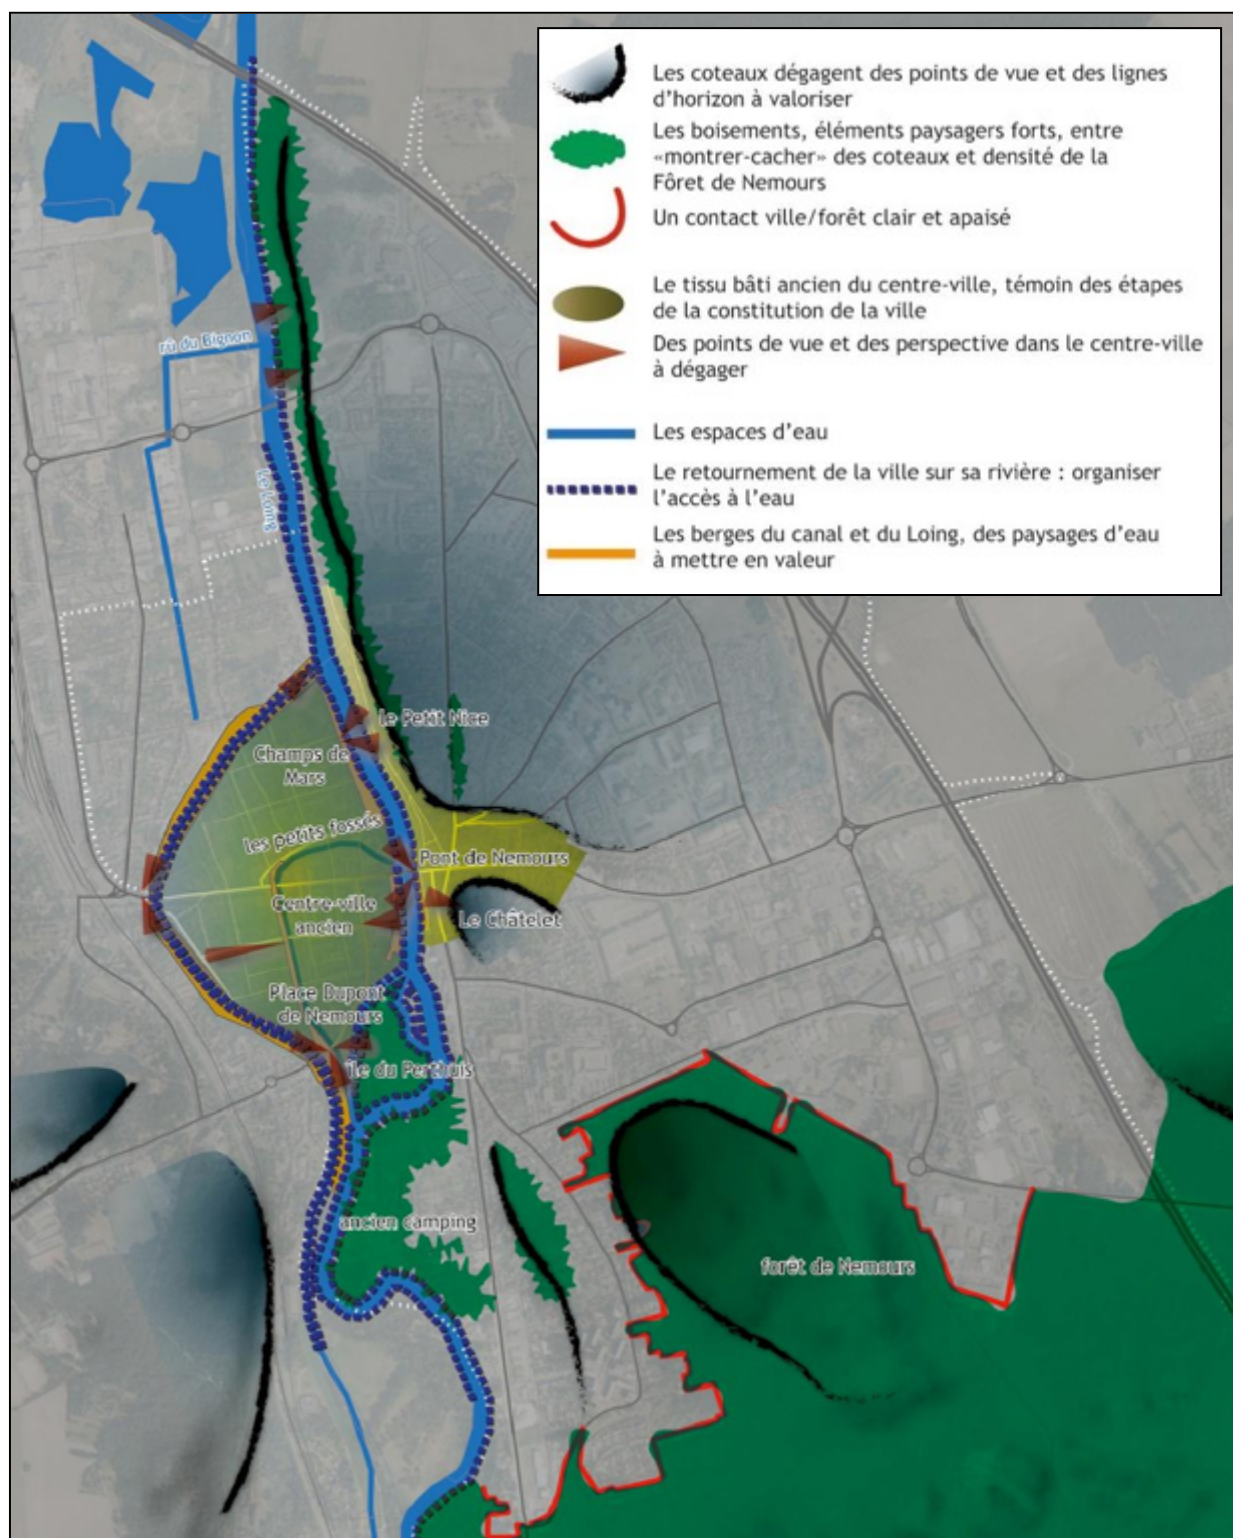 Les coteaux dégagent des points de vue et des lignes
d'horizon à valoriser
Les boisements, éléments paysagers forts, entre
«montrer-cacher» des coteaux et densité de la
Fôret de Nemours
Un contact ville/forêt clair et apaisé
Le tissu bâti ancien du centre-ville, témoin des étapes
de la constitution de la ville
Des points de vue et des perspective dans le centre-ville
à dégager
Les espaces d'eau
Le retournement de la ville sur sa rivière : organiser
l'accès à l'eau
Les berges du canal et du Loing, des paysages d'eau
à mettre en valeur
rù du Bignon
Le Loing
le Petit Nice
Champs de
Mars
les petits fossés
Pont de Nemours
Centre-ville
ancien
Le Châtelet
Place Dupont
de Nemours
île du Perthuis
ancien camping
forêt de Nemours